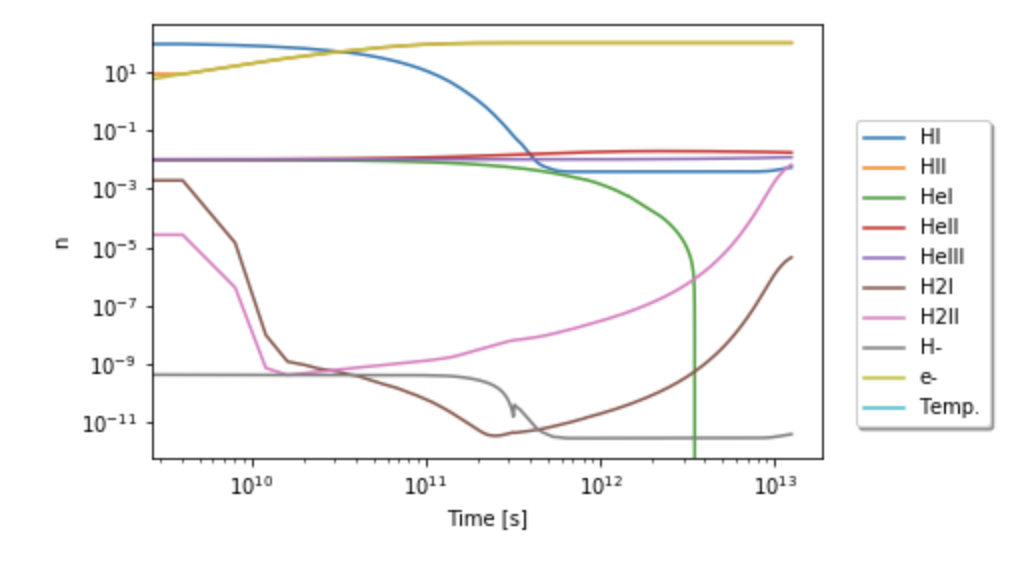 10¹
10⁻¹
10⁻³
10⁻⁵
10⁻⁷
10⁻⁹
10⁻¹¹
n
10¹⁰
10¹¹
10¹²
10¹³
Time [s]
HI
HII
HeI
HeII
HeIII
H2I
H2II
H-
e-
Temp.